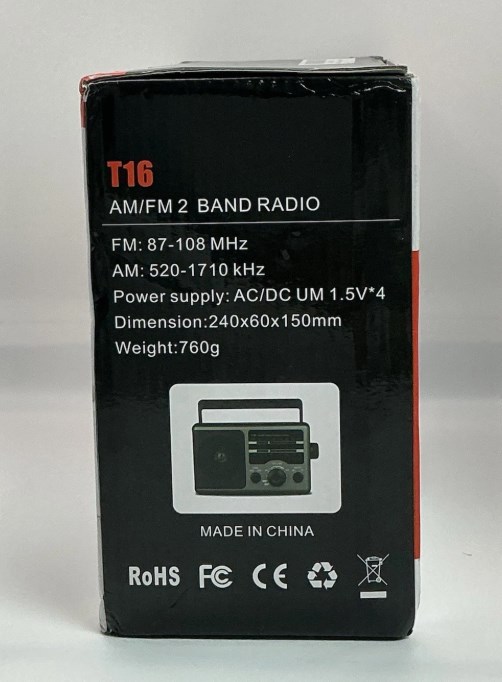 T16
AM/FM 2 BAND RADIO
FM: 87-108 MHz
AM: 520-1710 kHz
Power supply: AC/DC UM 1.5V*4
Dimension:240x60x150mm
Weight:760g
MADE IN CHINA
RoHS FC CE